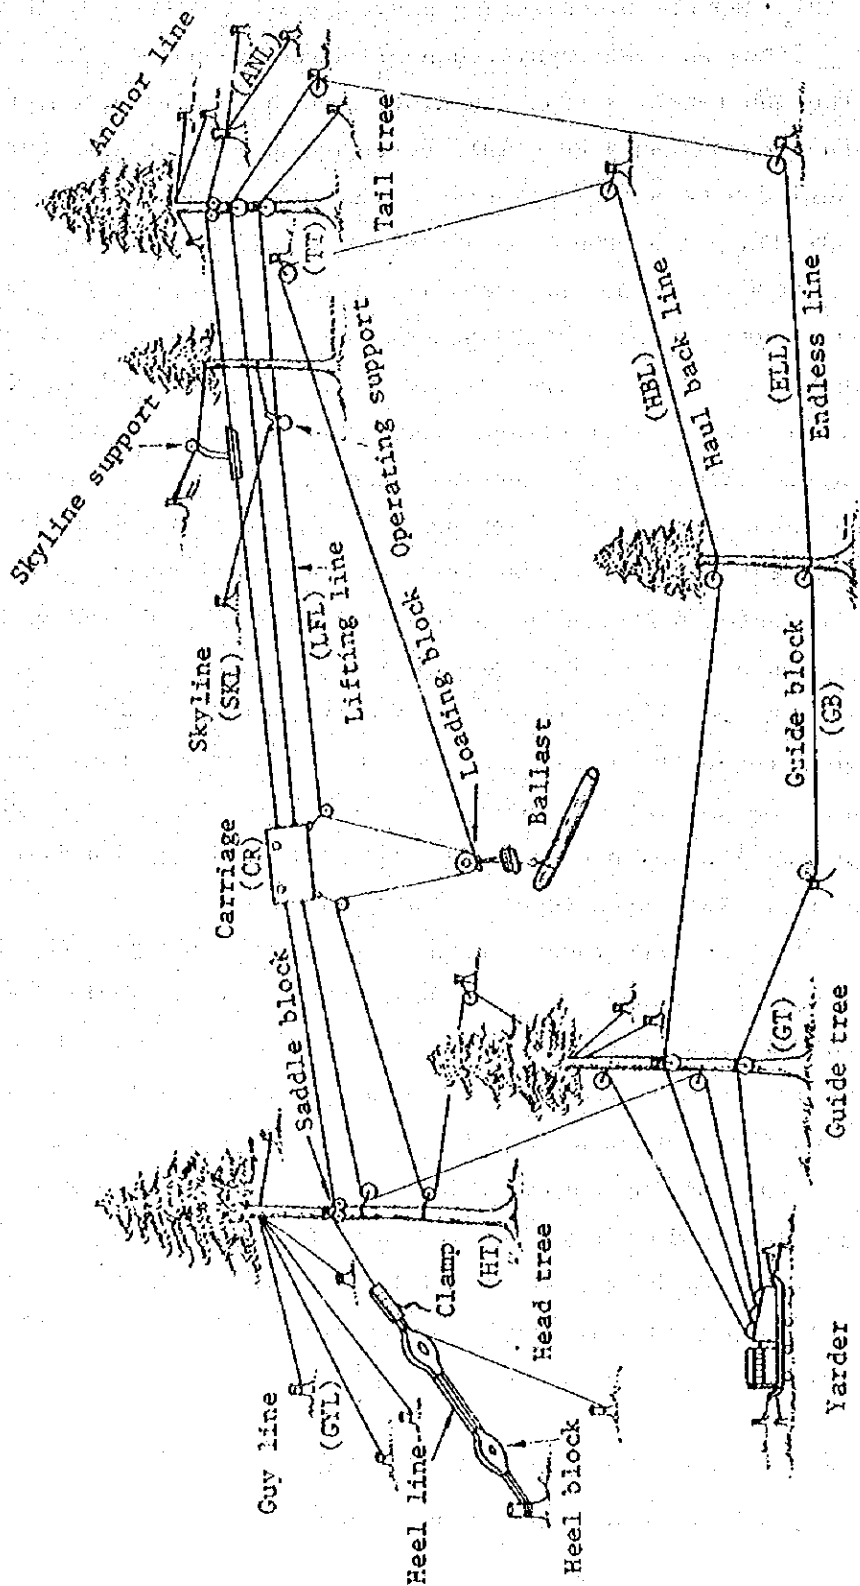 Guy line
(GYL)
Heel line
Heel block
Clamp
(HT)
Head tree
Saddle block
Carriage
(CR)
Skyline
(SKL)
Skyline support
Anchor line
(ANL)
(TT)
Tail tree
(LFL)
Lifting line
Operating support
Loading block
Ballast
(HBL)
Haul back line
(ELL)
Endless line
Guide block
(GB)
(GT)
Guide tree
Yarder